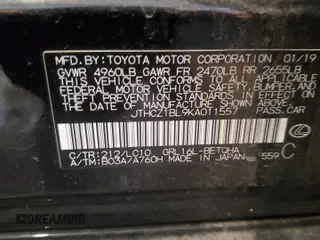 MFD.BY: TOYOTA MOTOR CORPORATION 01/19
GVWR 4960LB GAWR FR 2470LB RR 2655LB
THIS VEHICLE CONFORMS TO ALL APPLICABLE
FEDERAL MOTOR VEHICLE SAFETY, BUMPER,
AND THEFT PREVENTION STANDARDS IN EFFECT
ON THE DATE OF MANUFACTURE SHOWN ABOVE.
JTHCZ1BL9KA011557 PASS.CAR
C/TR:212/LC10 GRL16L-BETQHA
A/TM:B03A/A760H MADE IN JAPAN 559 C